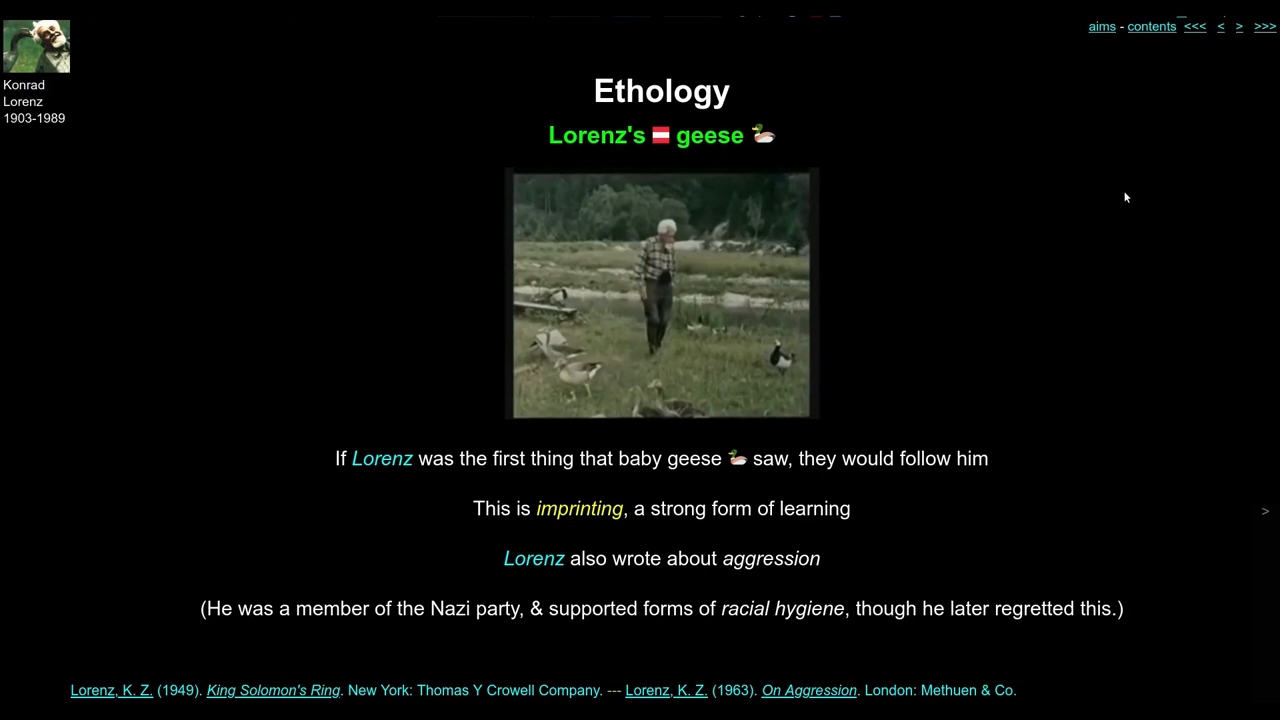 aims - contents <<< < > >>>
Konrad
Lorenz
1903-1989
Ethology
Lorenz's 🇦🇹 geese 🦆
If Lorenz was the first thing that baby geese 🦆 saw, they would follow him
This is imprinting, a strong form of learning
>
Lorenz also wrote about aggression
(He was a member of the Nazi party, & supported forms of racial hygiene, though he later regretted this.)
Lorenz, K. Z. (1949). King Solomon's Ring. New York: Thomas Y Crowell Company. --- Lorenz, K. Z. (1963). On Aggression. London: Methuen & Co.